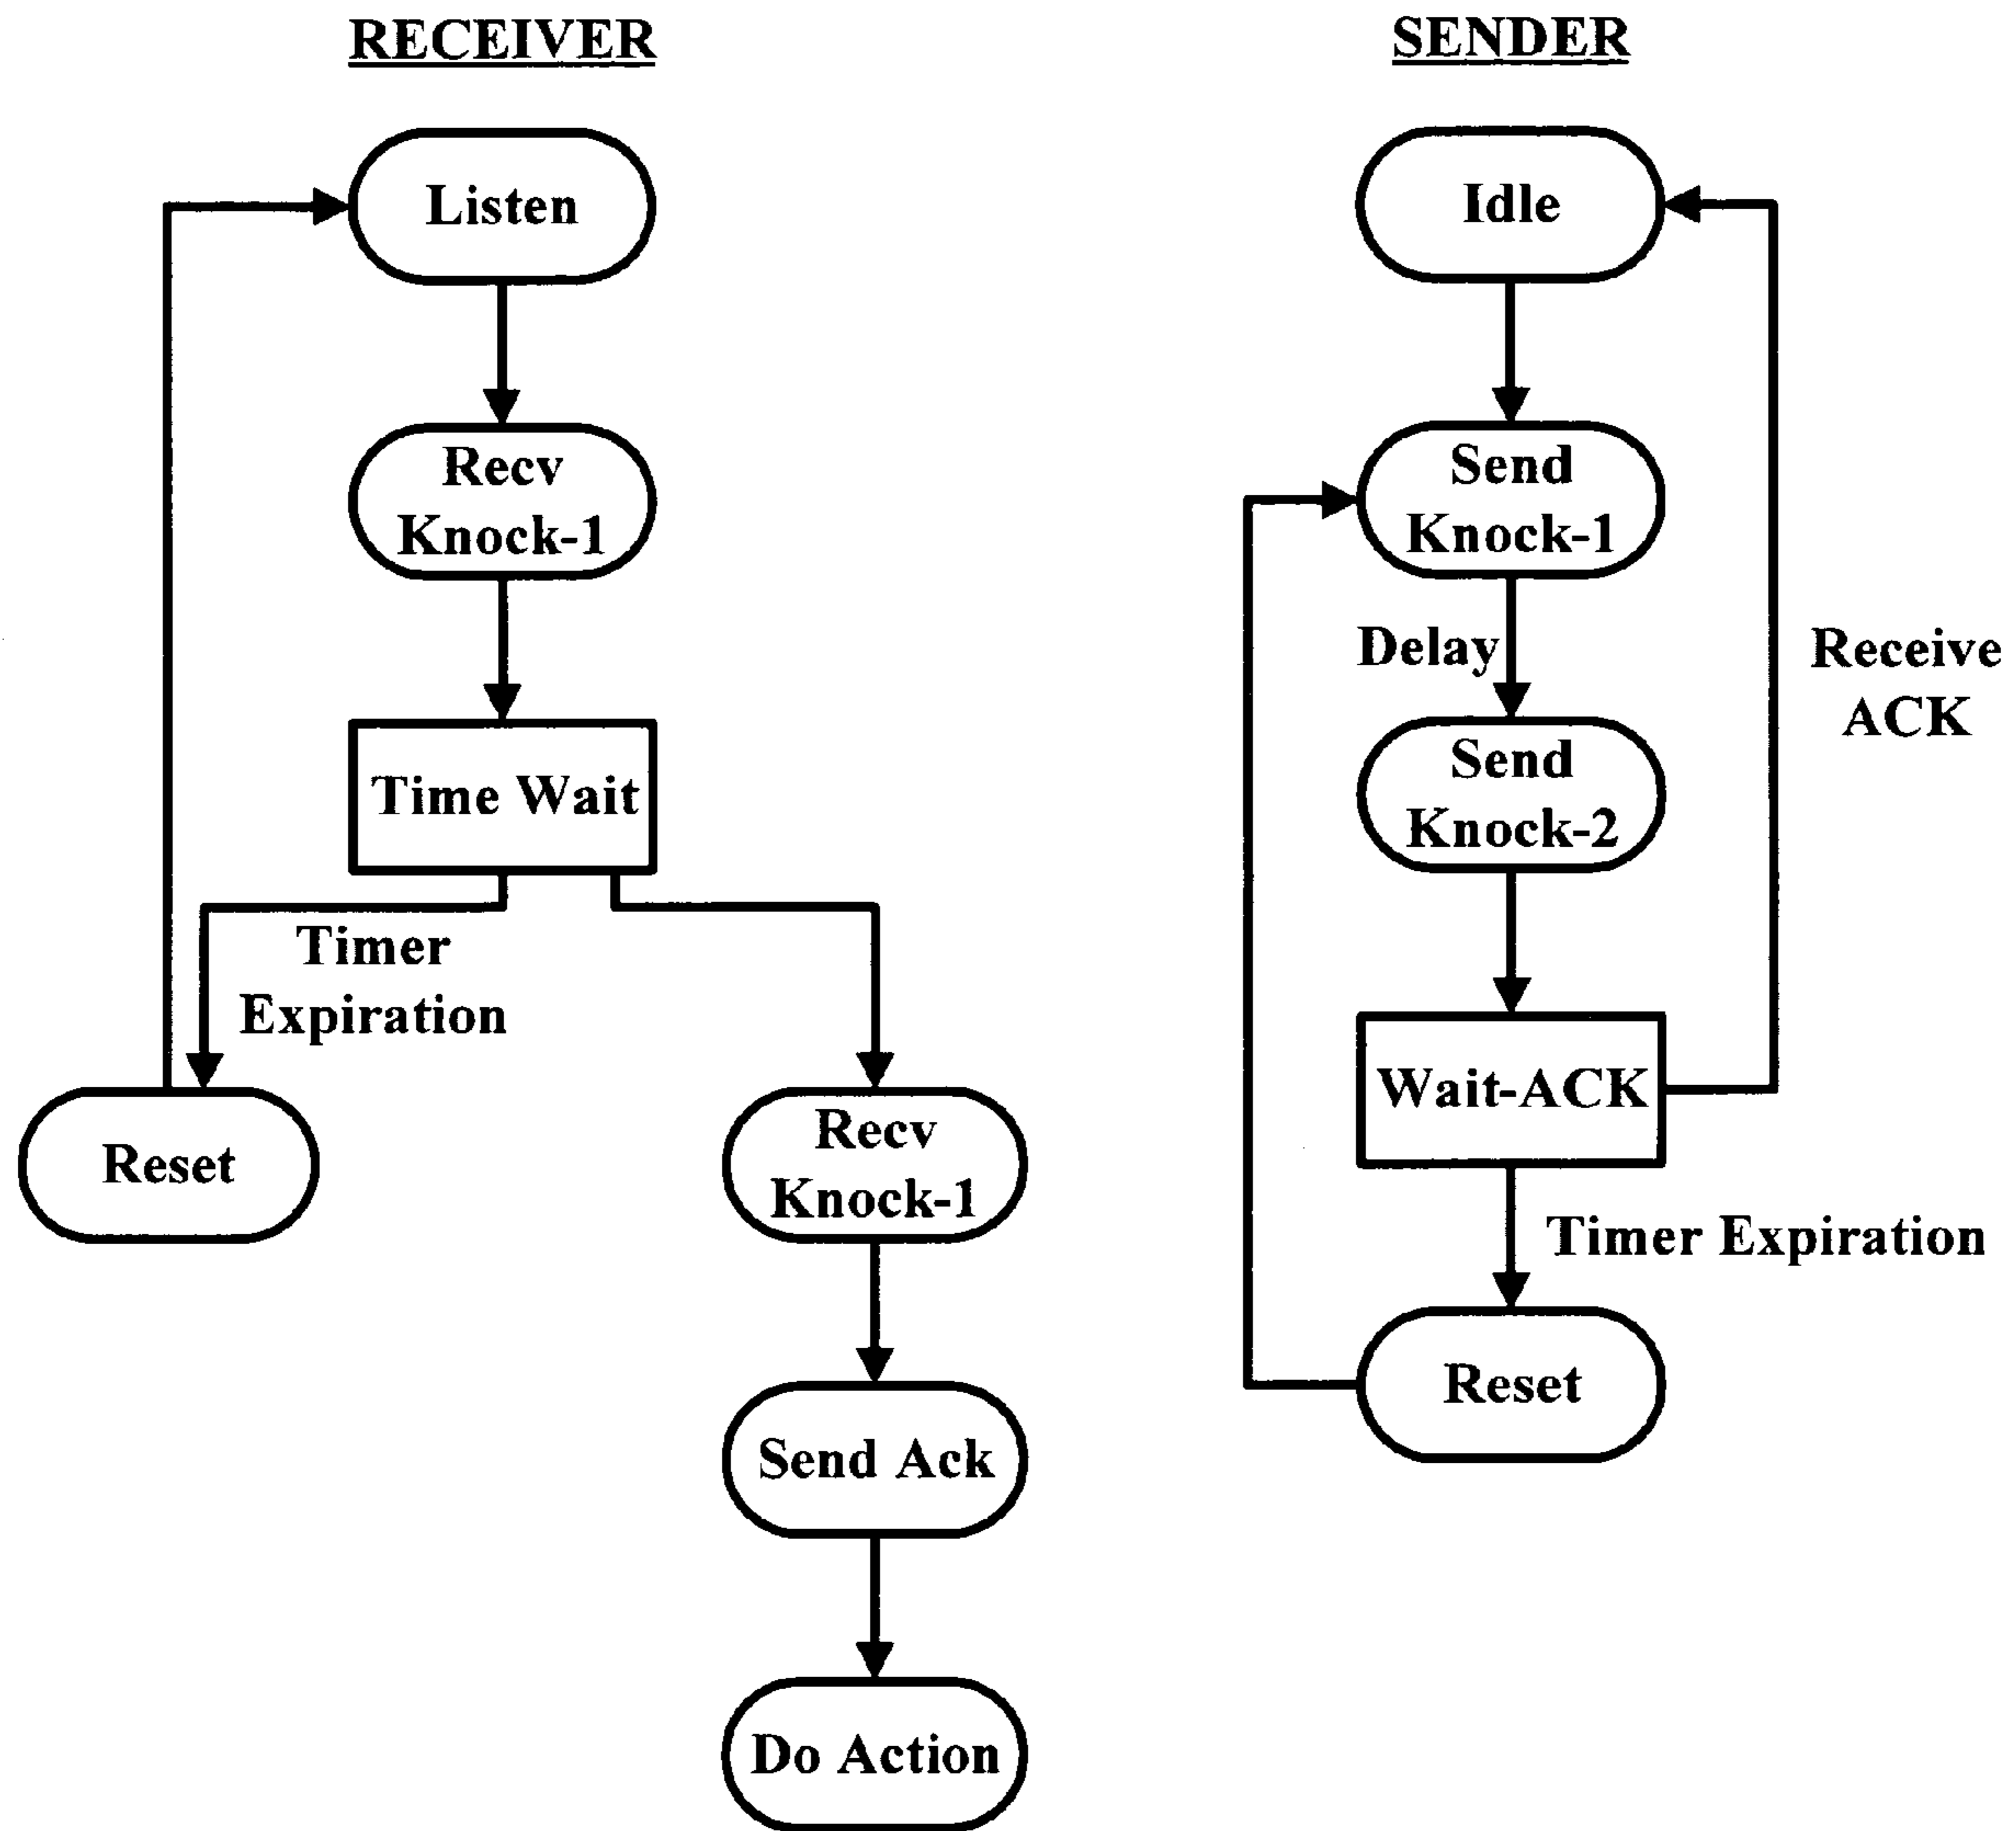 RECEIVER
Listen
Recv
Knock-1
Time Wait
Timer
Expiration
Reset
Recv
Knock-1
Send Ack
Do Action
SENDER
Idle
Send
Knock-1
Delay
Receive
ACK
Send
Knock-2
Wait-ACK
Timer Expiration
Reset